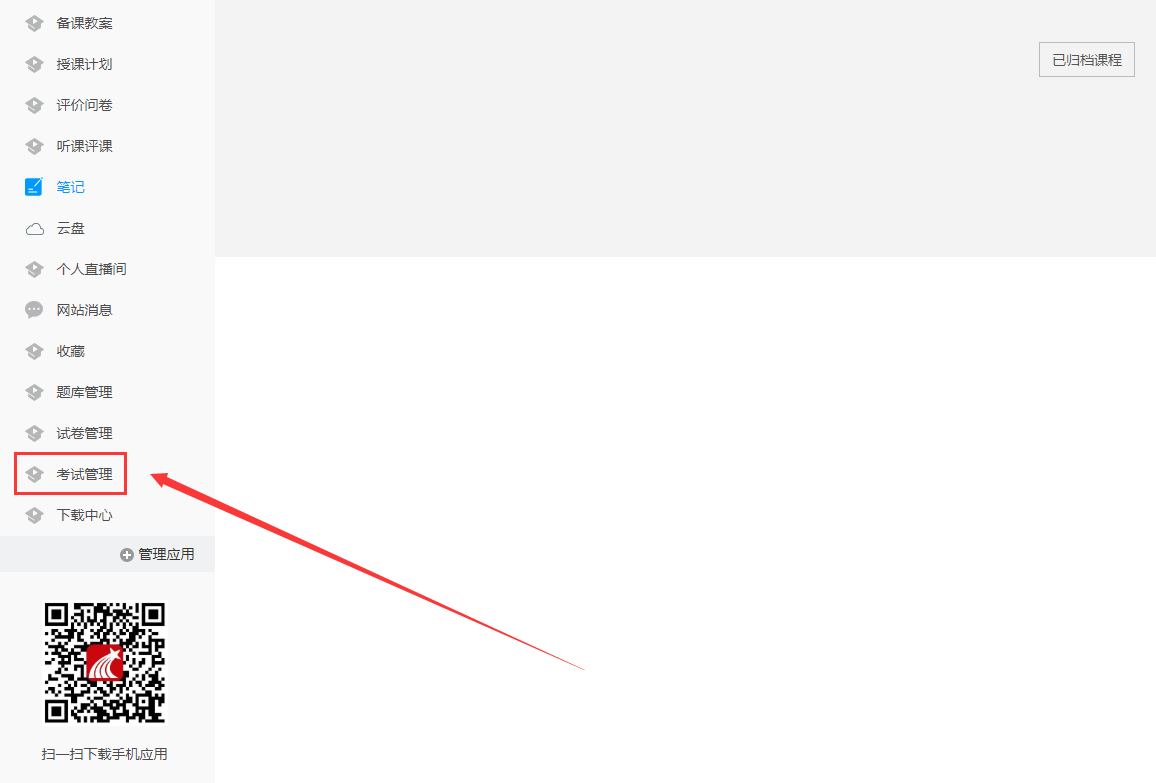 备课教案
授课计划
评价问卷
听课评课
笔记
云盘
个人直播间
网站消息
收藏
题库管理
试卷管理
考试管理
下载中心
管理应用
扫一扫下载手机应用
已归档课程